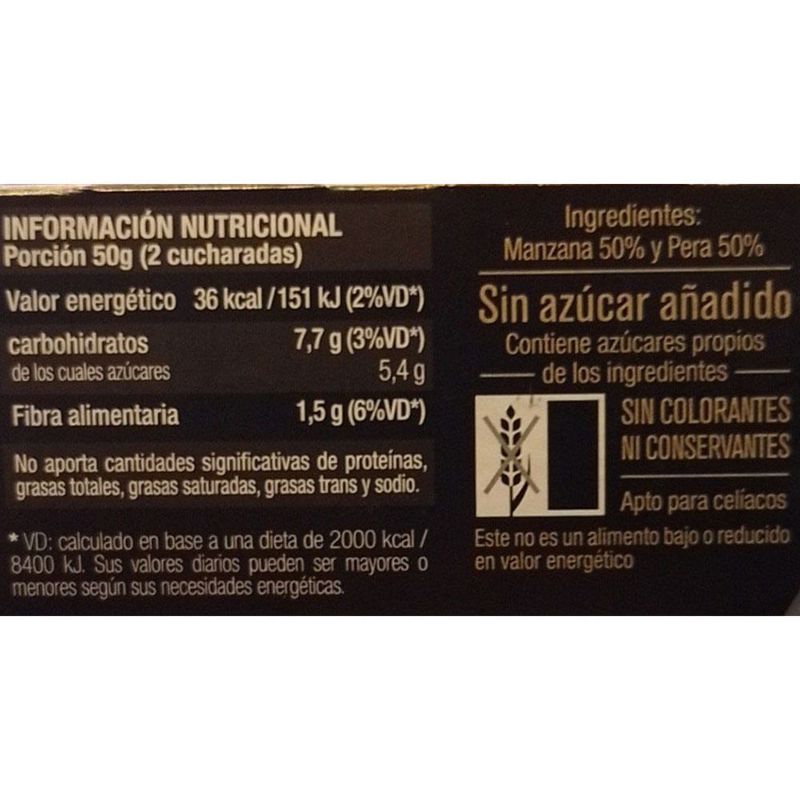 INFORMACIÓN NUTRICIONAL
Porción 50g (2 cucharadas)
Valor energético 36 kcal / 151 kJ (2%VD*)
carbohidratos 7,7 g (3%VD*)
de los cuales azúcares 5,4 g
Fibra alimentaria 1,5 g (6%VD*)
No aporta cantidades significativas de proteínas,
grasas totales, grasas saturadas, grasas trans y sodio.
* VD: calculado en base a una dieta de 2000 kcal /
8400 kJ. Sus valores diarios pueden ser mayores o
menores según sus necesidades energéticas.
Ingredientes:
Manzana 50% y Pera 50%
Sin azúcar añadido
Contiene azúcares propios
de los ingredientes
SIN COLORANTES
NI CONSERVANTES
Apto para celíacos
Este no es un alimento bajo o reducido
en valor energético